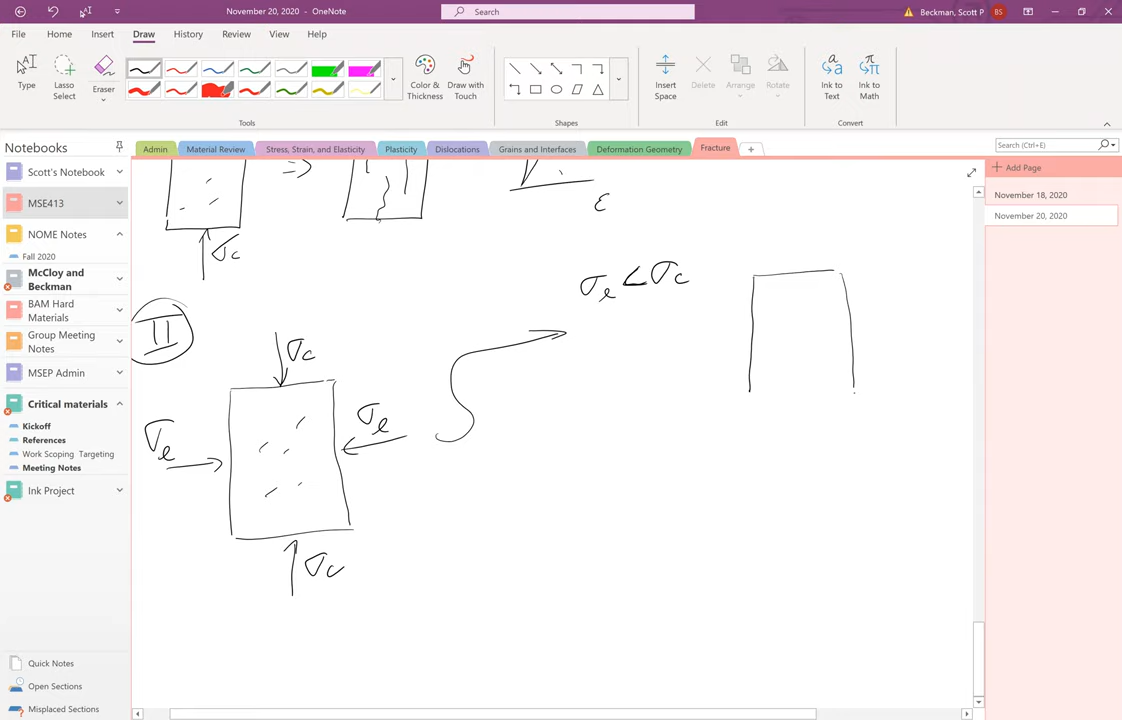 November 20, 2020 - OneNote
Search
Beckman, Scott P
BS
File Home Insert Draw History Review View Help
Type
Lasso Select
Eraser
Color & Thickness
Draw with Touch
Insert Space
Delete
Arrange
Rotate
Ink to Text
Ink to Math
Tools
Shapes
Edit
Convert
Notebooks
Admin Material Review Stress, Strain, and Elasticity Plasticity Dislocations Grains and Interfaces Deformation Geometry Fracture
Search (Ctrl+E)
Scott's Notebook
MSE413
NOME Notes
Fall 2020
McCloy and
Beckman
BAM Hard
Materials
Group Meeting
Notes
MSEP Admin
Critical materials
Kickoff
References
Work Scoping Targeting
Meeting Notes
Ink Project
Quick Notes
Open Sections
Misplaced Sections
Add Page
November 18, 2020
November 20, 2020
=>
ε
σc
II
σℓ < σc
σc
σℓ
σℓ
σc